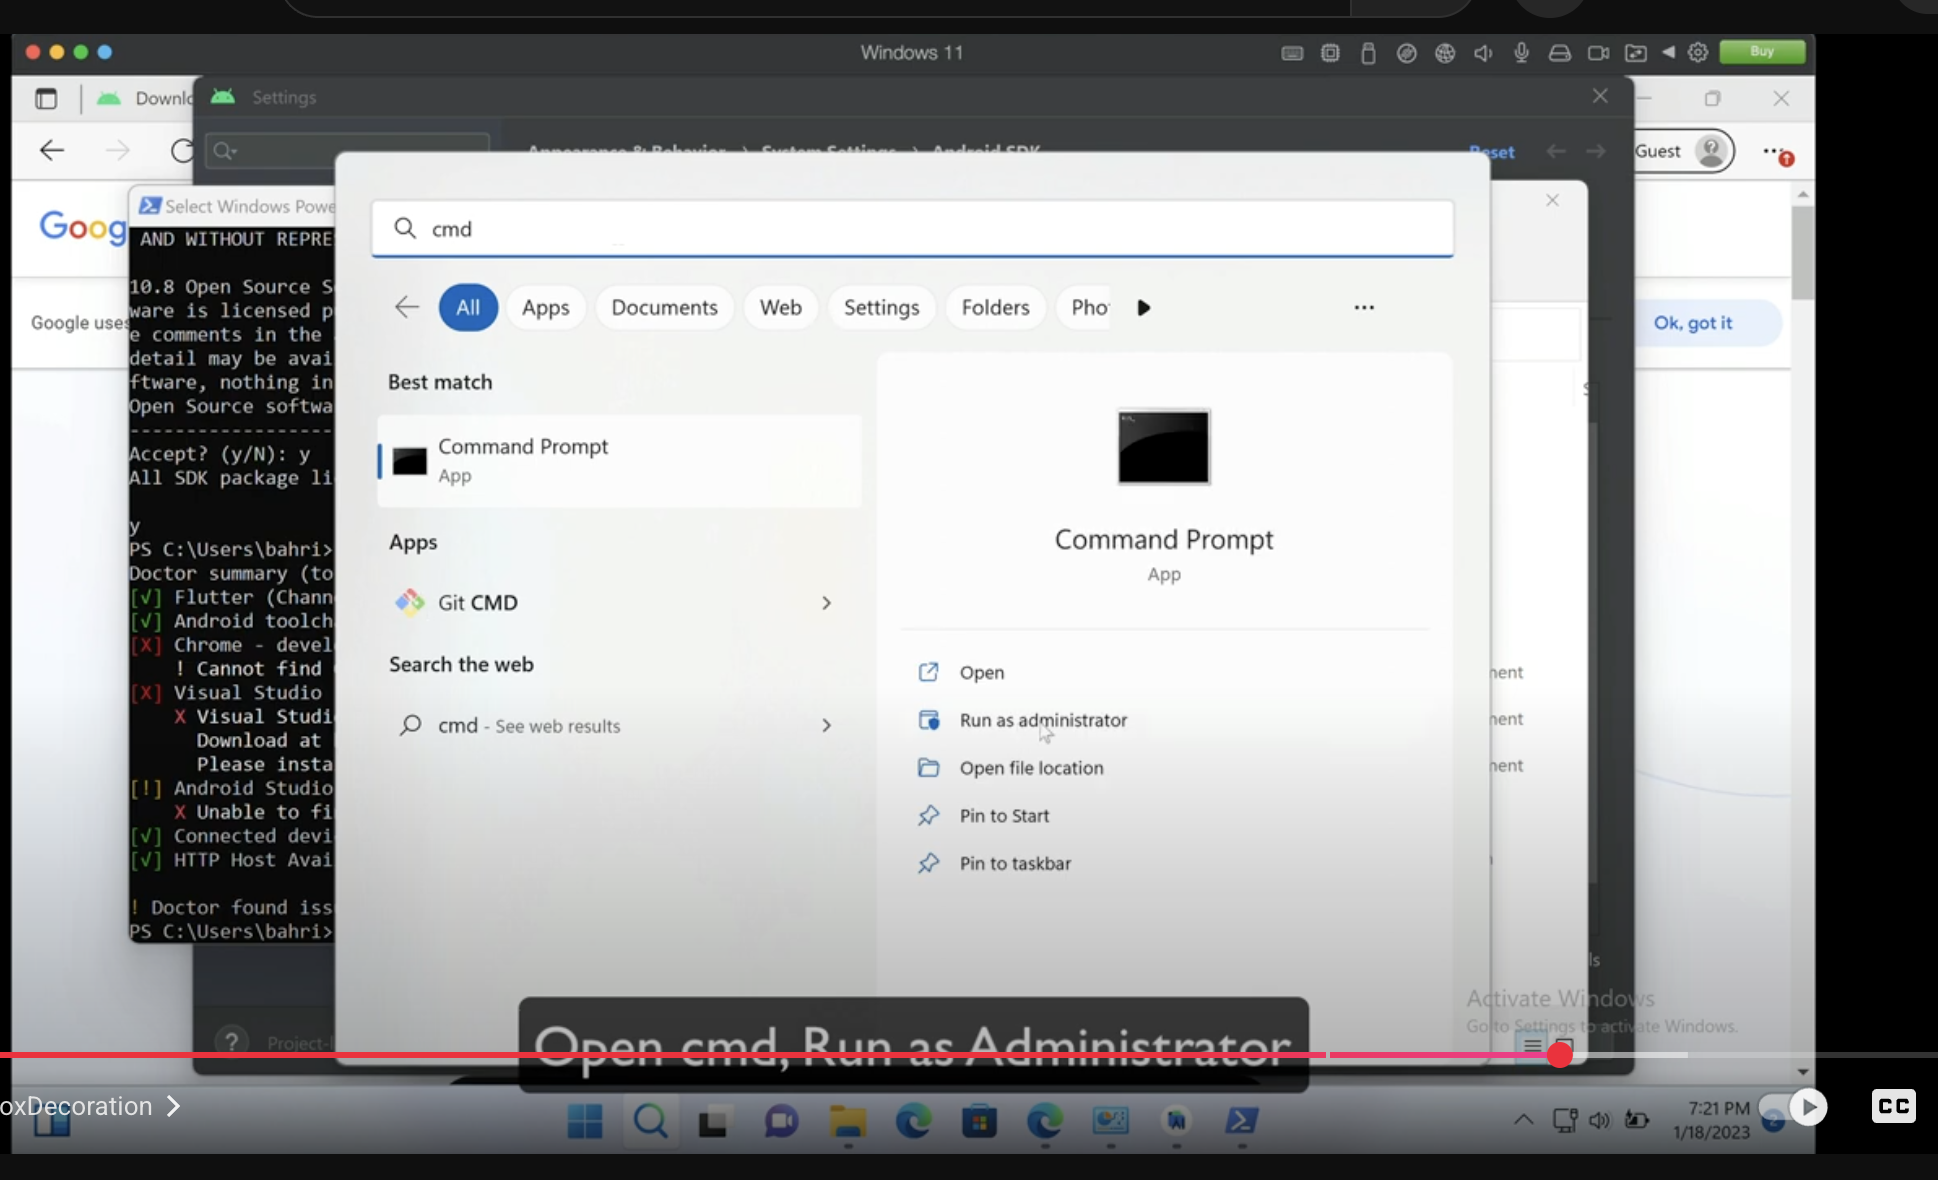 Windows 11
Buy
Downlo
Settings
Appearance & Behavior › System Settings › Android SDK
Reset
Guest
Select Windows Powe
Goog
AND WITHOUT REPRE
cmd
10.8 Open Source S
ware is licensed p
e comments in the
detail may be avai
ftware, nothing in
Open Source softwa
Google uses
Ok, got it
All
Apps
Documents
Web
Settings
Folders
Pho
Best match
Command Prompt
App
Accept? (y/N): y
All SDK package li
y
PS C:\Users\bahri>
Doctor summary (to
[√] Flutter (Chann
[√] Android toolch
[X] Chrome - devel
! Cannot find
[X] Visual Studio
X Visual Studi
Download at
Please insta
[!] Android Studio
X Unable to fi
[√] Connected devi
[√] HTTP Host Avai
! Doctor found iss
PS C:\Users\bahri>
Apps
Git CMD
Search the web
cmd - See web results
Command Prompt
App
Open
Run as administrator
Open file location
Pin to Start
Pin to taskbar
nent
nent
nent
ls
Activate Windows
Go to Settings to activate Windows.
? Project-l
Open cmd, Run as Administrator
oxDecoration
7:21 PM
1/18/2023
2
CC